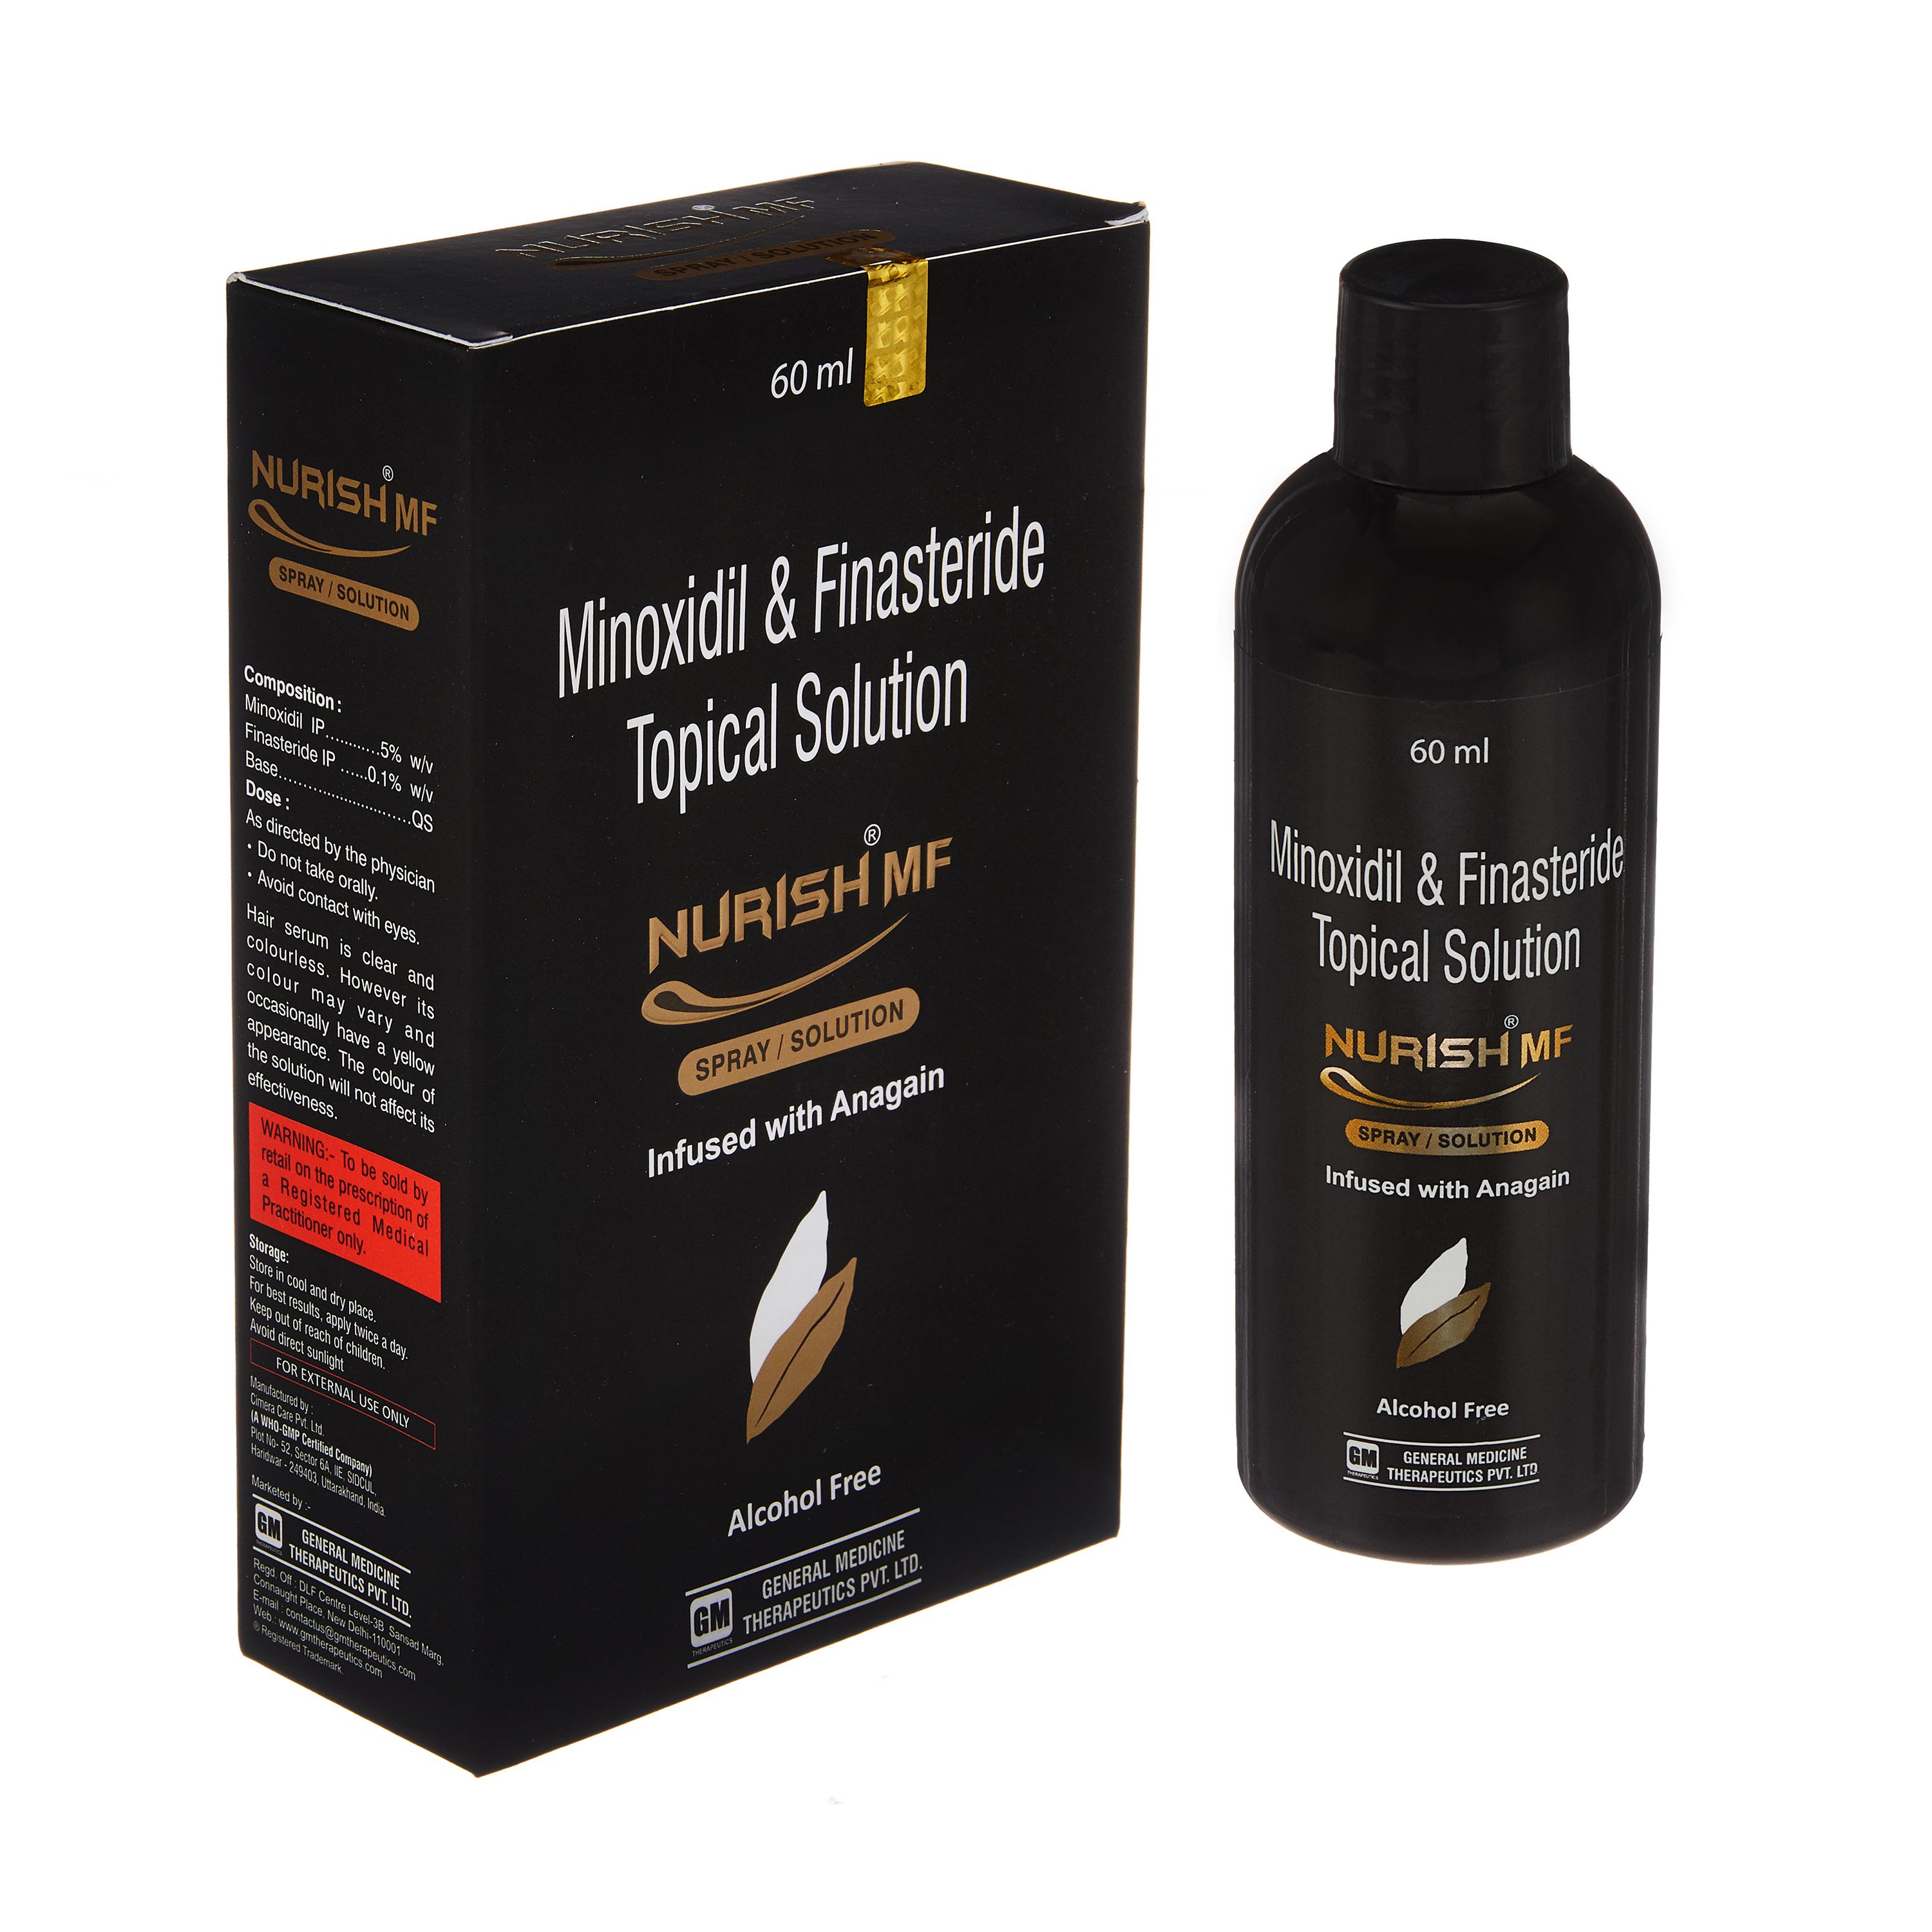 NURISH® MF
SPRAY / SOLUTION
NURISH® MF
SPRAY / SOLUTION
Composition :
Minoxidil IP...........5% w/v
Finasteride IP ......0.1% w/v
Base...........................QS
Dose :
As directed by the physician
• Do not take orally.
• Avoid contact with eyes.
Hair serum is clear and
colourless. However its
colour may vary and
occasionally have a yellow
appearance. The colour of
the solution will not affect its
effectiveness.
WARNING:- To be sold by
retail on the prescription of
a Registered Medical
Practitioner only.
Storage:
Store in cool and dry place.
For best results, apply twice a day.
Keep out of reach of children.
Avoid direct sunlight
FOR EXTERNAL USE ONLY
Manufactured by :
Cimera Care Pvt. Ltd.
(A WHO-GMP Certified Company)
Plot No- 52, Sector 6A, IIE, SIDCUL,
Haridwar - 249403, Uttarakhand, India.
Marketed by :-
GM
THERAPEUTICS
GENERAL MEDICINE
THERAPEUTICS PVT. LTD.
Regd. Off : DLF Centre Level-3B Sansad Marg,
Connaught Place, New Delhi-110001
E-mail : contactus@gmtherapeutics.com
Web.: www.gmtherapeutics.com
® Registered Trademark.
60 ml
Minoxidil & Finasteride
Topical Solution
NURISH® MF
SPRAY / SOLUTION
Infused with Anagain
Alcohol Free
GM
THERAPEUTICS
GENERAL MEDICINE
THERAPEUTICS PVT. LTD.
60 ml
Minoxidil & Finasteride
Topical Solution
NURISH® MF
SPRAY / SOLUTION
Infused with Anagain
Alcohol Free
GM
THERAPEUTICS
GENERAL MEDICINE
THERAPEUTICS PVT. LTD